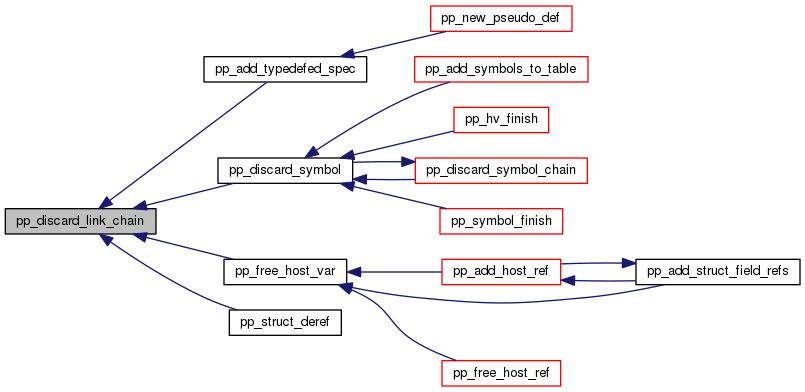 pp_new_pseudo_def
pp_add_typedefed_spec
pp_add_symbols_to_table
pp_hv_finish
pp_discard_symbol
pp_discard_symbol_chain
pp_discard_link_chain
pp_symbol_finish
pp_free_host_var
pp_add_host_ref
pp_add_struct_field_refs
pp_struct_deref
pp_free_host_ref